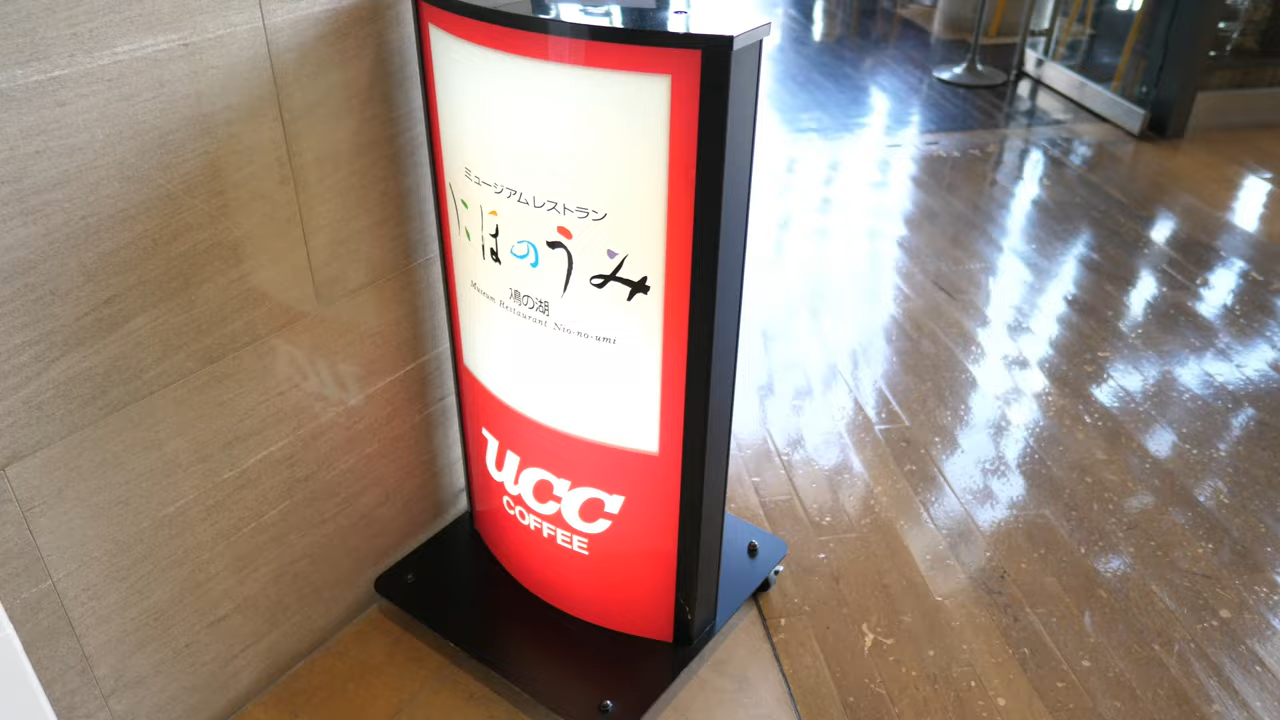 ミュージアムレストラン
にほのうみ
鳰の湖
Museum Restaurant Nio-no-umi
UCC
COFFEE